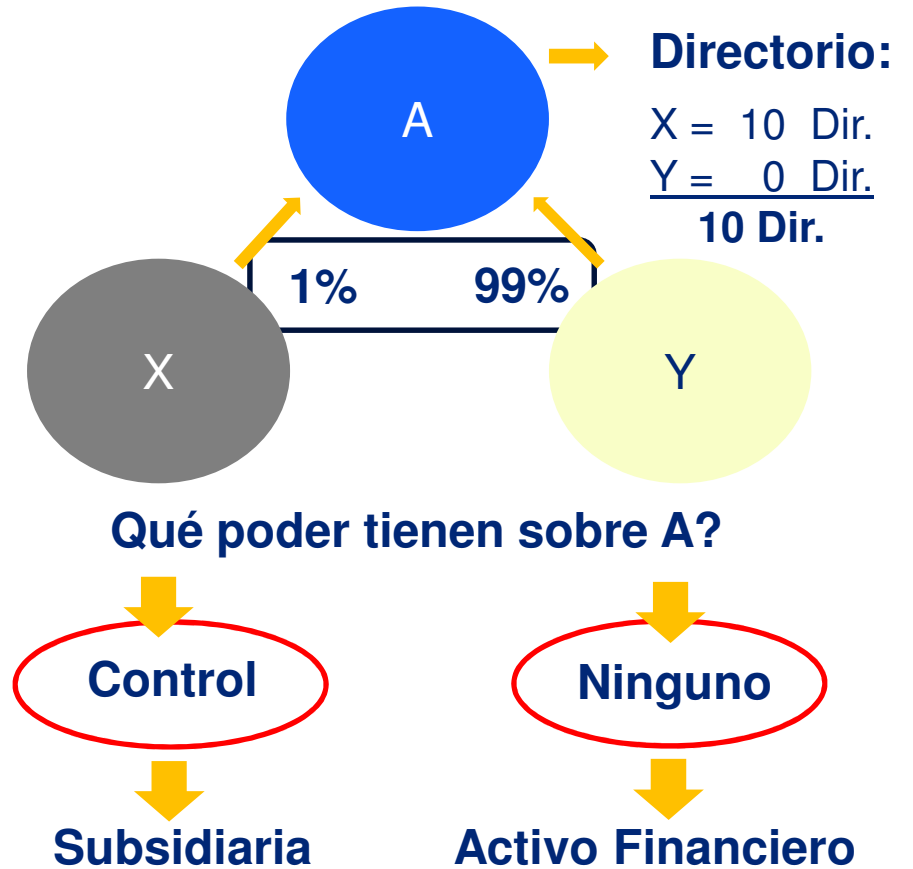 A
Directorio:
X = 10 Dir.
Y = 0 Dir.
10 Dir.
1% 99%
X
Y
Qué poder tienen sobre A?
Control
Ninguno
Subsidiaria
Activo Financiero